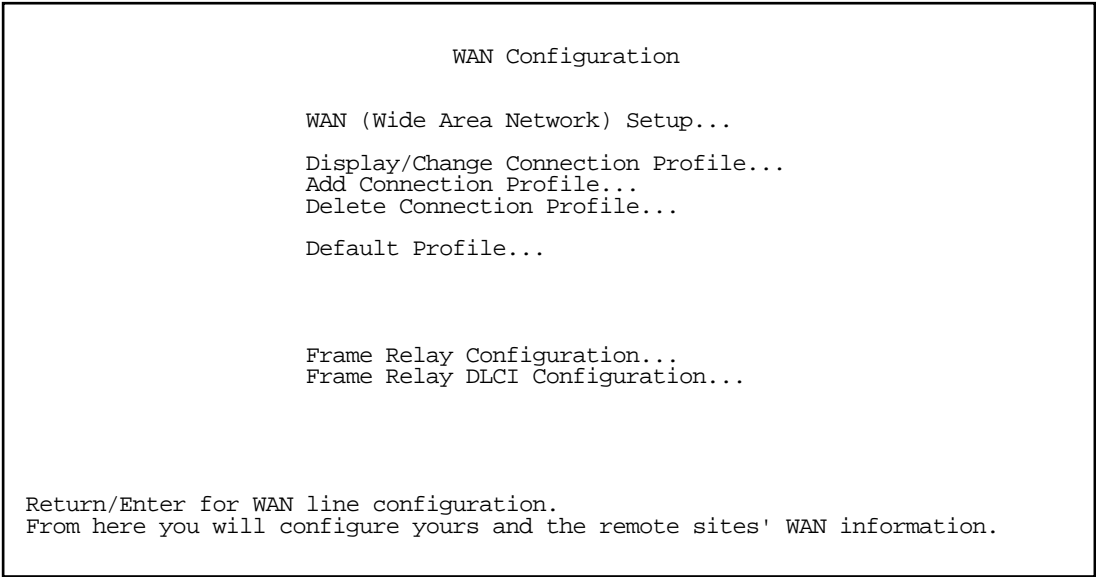 WAN Configuration
WAN (Wide Area Network) Setup...
Display/Change Connection Profile...
Add Connection Profile...
Delete Connection Profile...
Default Profile...
Frame Relay Configuration...
Frame Relay DLCI Configuration...
Return/Enter for WAN line configuration.
From here you will configure yours and the remote sites' WAN information.